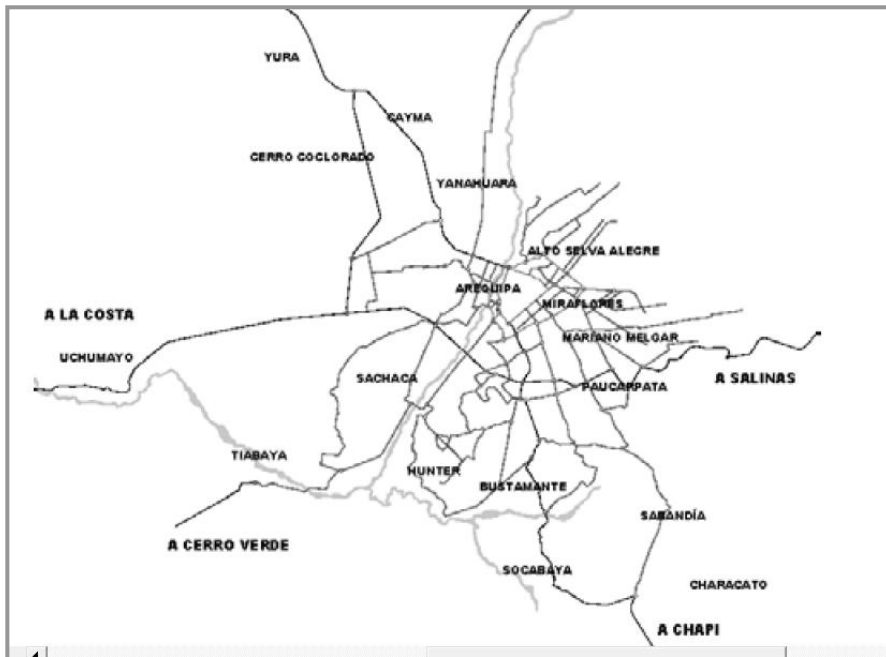 YURA
CAYMA
CERRO COCLORADO
YANAHUARA
ALTO SELVA ALEGRE
AREQUIPA
MIRAFLORES
A LA COSTA
MARIANO MELGAR
UCHUMAYO
SACHACA
A SALINAS
PAUCARPATA
TIABAYA
HUNTER
BUSTAMANTE
SABANDÍA
A CERRO VERDE
SOCABAYA
CHARACATO
A CHAPI